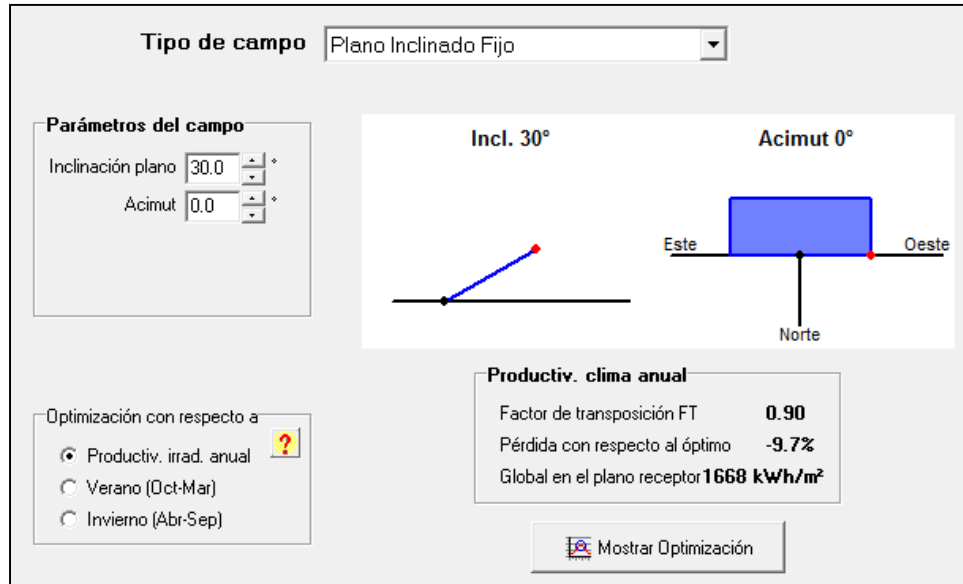 Tipo de campo Plano Inclinado Fijo
Parámetros del campo
Inclinación plano 30.0 °
Acimut 0.0 °
Incl. 30°
Acimut 0°
Este
Oeste
Norte
Optimización con respecto a
?
Productiv. irrad. anual
Verano (Oct-Mar)
Invierno (Abr-Sep)
Productiv. clima anual
Factor de transposición FT 0.90
Pérdida con respecto al óptimo -9.7%
Global en el plano receptor 1668 kWh/m²
Mostrar Optimización